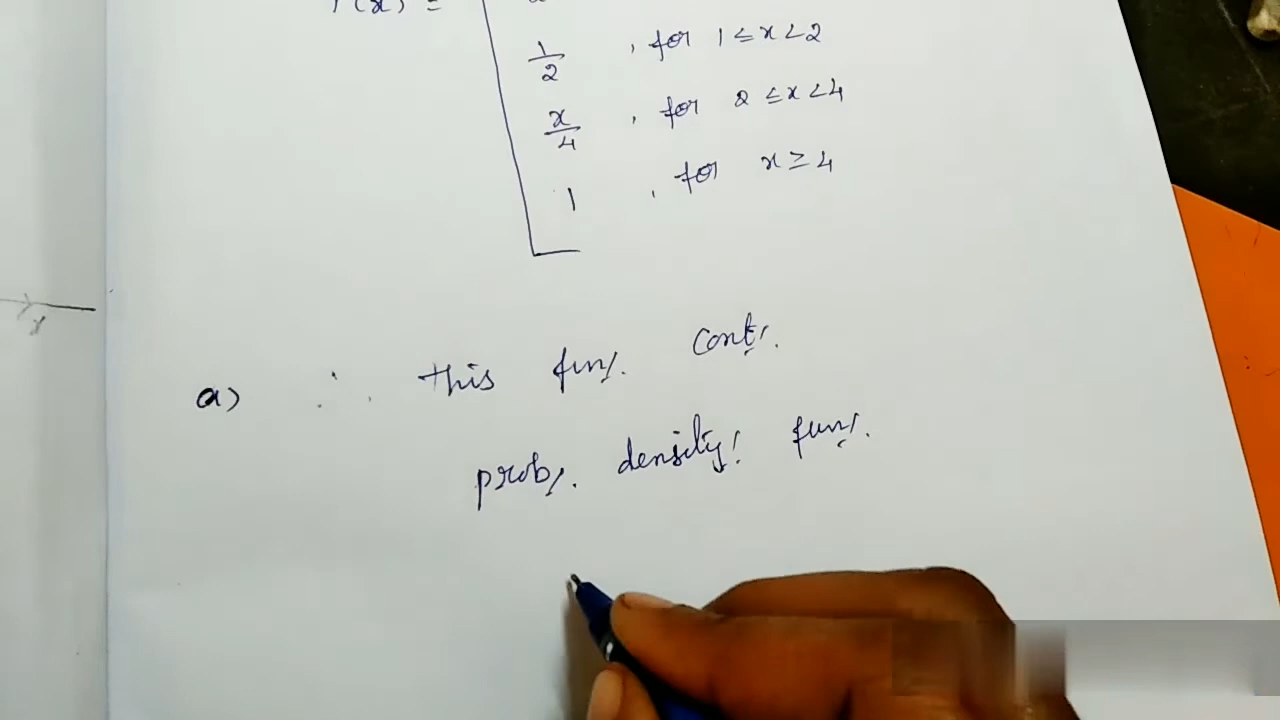 F(x) =
1/2 , for 1 ≤ x < 2
x/4 , for 2 ≤ x < 4
1 , for x ≥ 4
x
a) ∴ This fun/. cont/.
prob/. density/. fun/.